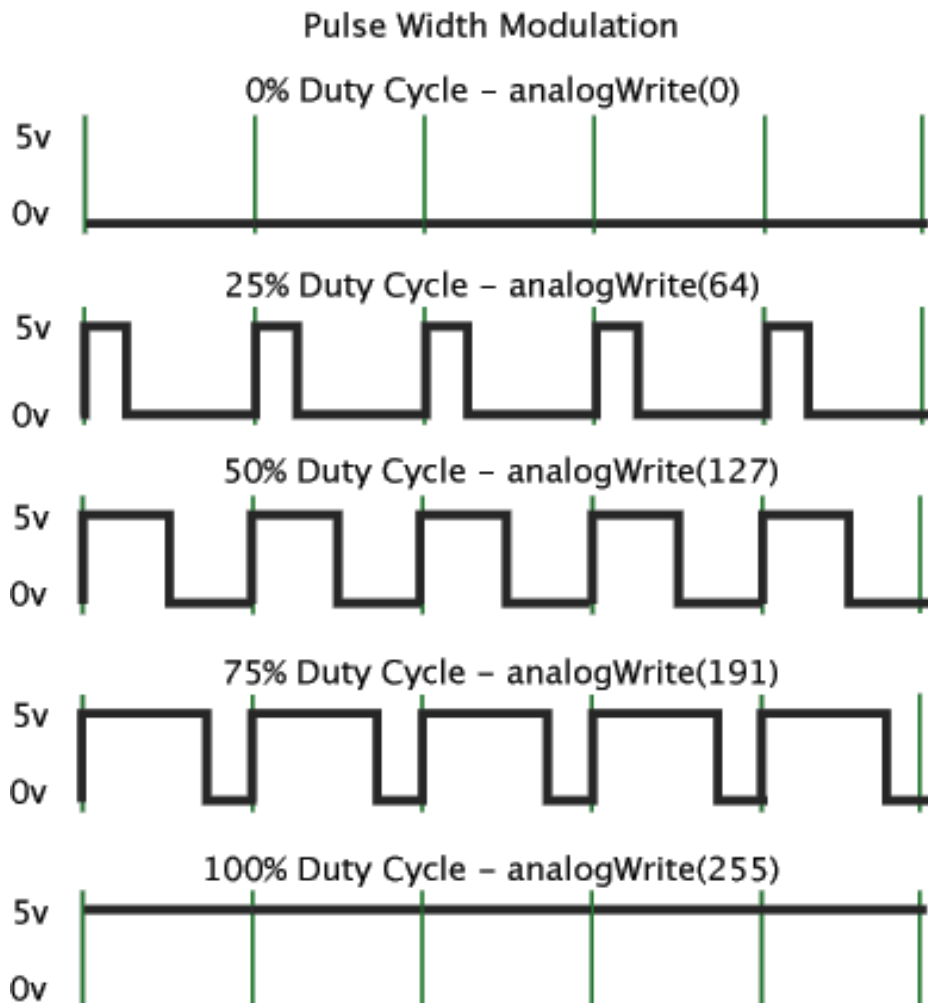 Pulse Width Modulation
0% Duty Cycle – analogWrite(0)
5v
0v
25% Duty Cycle – analogWrite(64)
5v
0v
50% Duty Cycle – analogWrite(127)
5v
0v
75% Duty Cycle – analogWrite(191)
5v
0v
100% Duty Cycle – analogWrite(255)
5v
0v